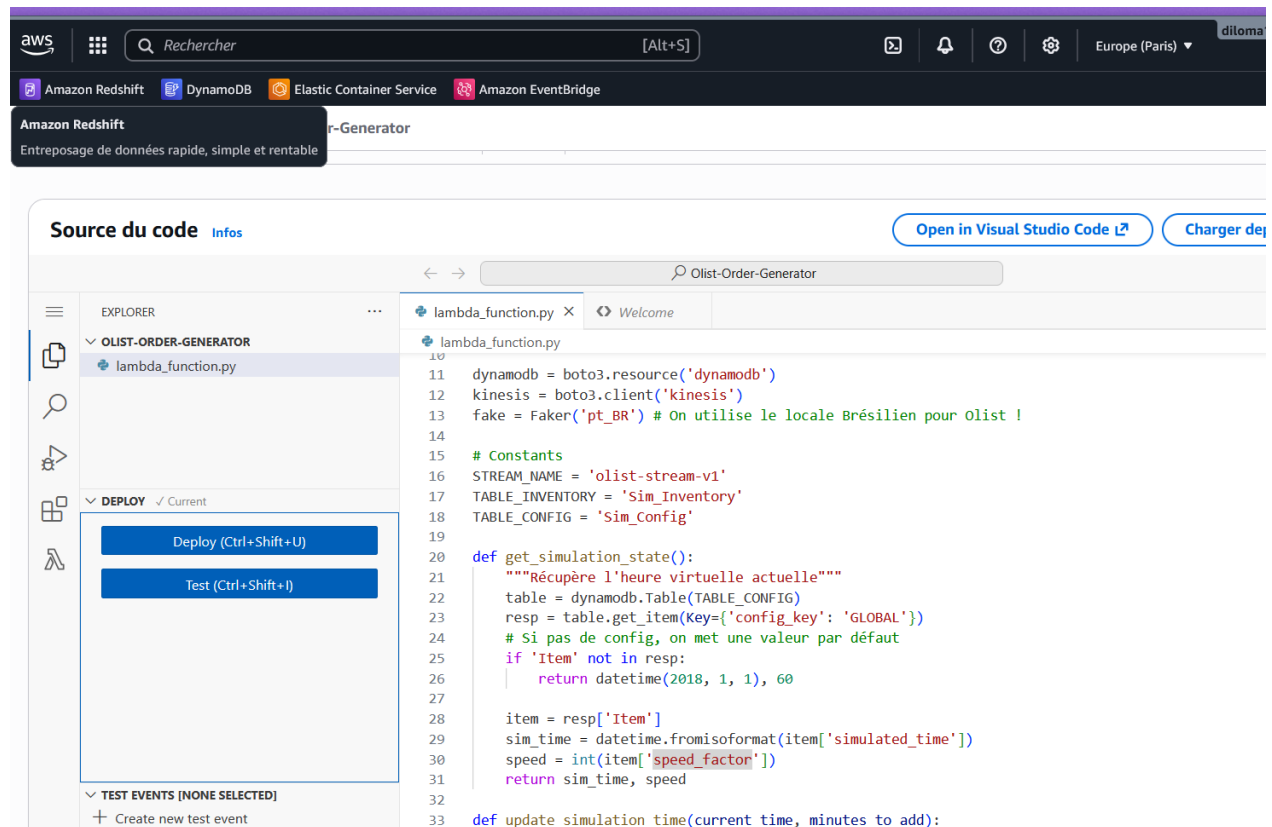 aws
Rechercher
[Alt+S]
Europe (Paris) ▼
Amazon Redshift
DynamoDB
Elastic Container Service
Amazon EventBridge
Amazon Redshift
r-Generator
Entreposage de données rapide, simple et rentable
Source du code Infos
Open in Visual Studio Code
Charger
Olist-Order-Generator
EXPLORER
...
lambda_function.py
Welcome
OLIST-ORDER-GENERATOR
lambda_function.py
lambda_function.py
DEPLOY ✓ Current
Deploy (Ctrl+Shift+U)
Test (Ctrl+Shift+I)
TEST EVENTS [NONE SELECTED]
+ Create new test event
10
11 dynamodb = boto3.resource('dynamodb')
12 kinesis = boto3.client('kinesis')
13 fake = Faker('pt_BR') # On utilise le locale Brésilien pour Olist !
14
15 # Constants
16 STREAM_NAME = 'olist-stream-v1'
17 TABLE_INVENTORY = 'Sim_Inventory'
18 TABLE_CONFIG = 'Sim_Config'
19
20 def get_simulation_state():
21 """Récupère l'heure virtuelle actuelle"""
22 table = dynamodb.Table(TABLE_CONFIG)
23 resp = table.get_item(Key={'config_key': 'GLOBAL'})
24 # Si pas de config, on met une valeur par défaut
25 if 'Item' not in resp:
26 return datetime(2018, 1, 1), 60
27
28 item = resp['Item']
29 sim_time = datetime.fromisoformat(item['simulated_time'])
30 speed = int(item['speed_factor'])
31 return sim_time, speed
32
33 def update_simulation_time(current_time, minutes_to_add):